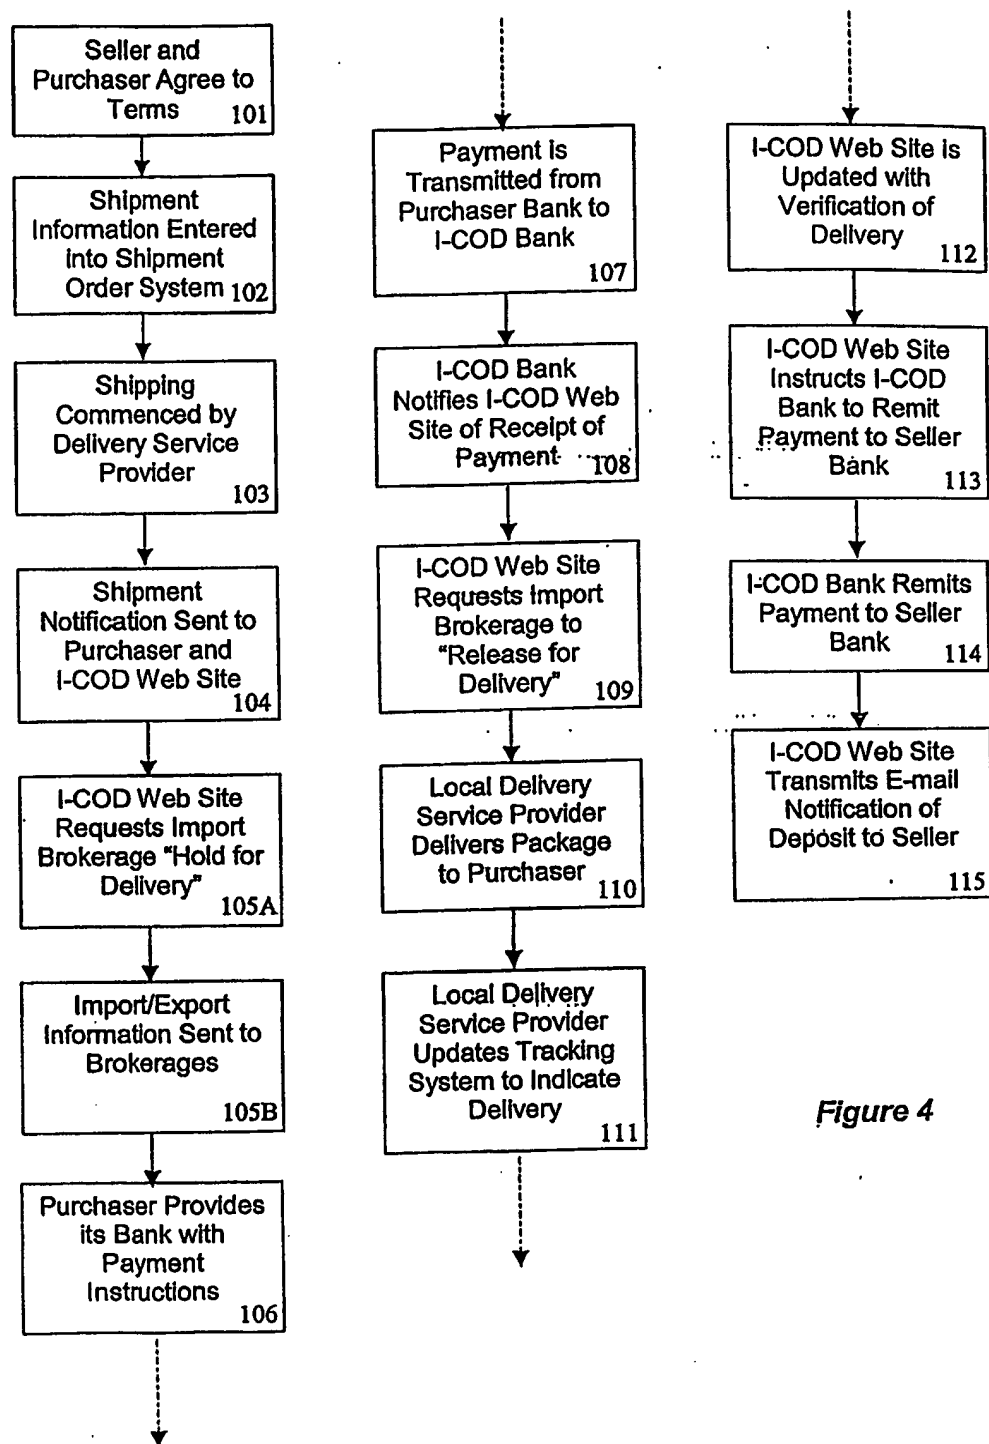 Seller and
Purchaser Agree to
Terms
101
Shipment
Information Entered
into Shipment
Order System
102
Shipping
Commenced by
Delivery Service
Provider
103
Shipment
Notification Sent to
Purchaser and
I-COD Web Site
104
I-COD Web Site
Requests Import
Brokerage "Hold for
Delivery"
105A
Import/Export
Information Sent to
Brokerages
105B
Purchaser Provides
its Bank with
Payment
Instructions
106
Payment is
Transmitted from
Purchaser Bank to
I-COD Bank
107
I-COD Bank
Notifies I-COD Web
Site of Receipt of
Payment
108
I-COD Web Site
Requests Import
Brokerage to
"Release for
Delivery"
109
Local Delivery
Service Provider
Delivers Package
to Purchaser
110
Local Delivery
Service Provider
Updates Tracking
System to Indicate
Delivery
111
I-COD Web Site is
Updated with
Verification of
Delivery
112
I-COD Web Site
Instructs I-COD
Bank to Remit
Payment to Seller
Bank
113
I-COD Bank Remits
Payment to Seller
Bank
114
I-COD Web Site
Transmits E-mail
Notification of
Deposit to Seller
115
Figure 4